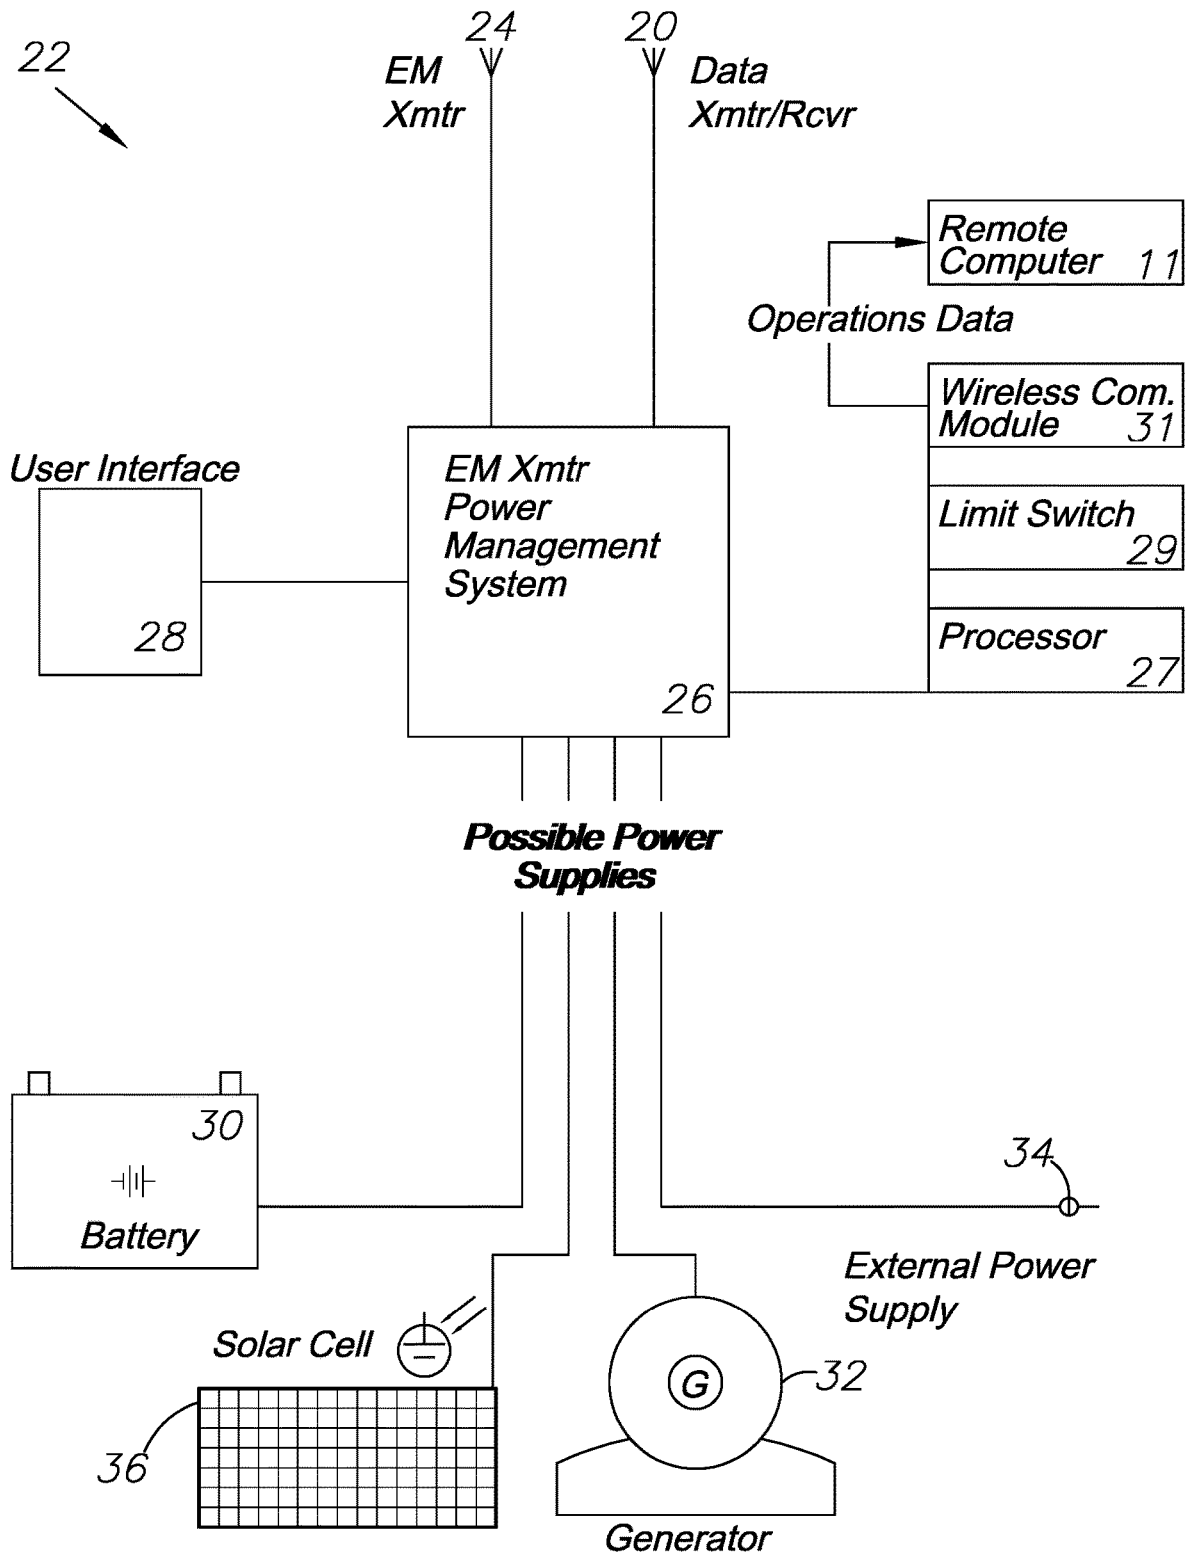 24
20
22
EM
Xmtr
Data
Xmtr/Rcvr
Remote
Computer 11
Operations Data
Wireless Com.
Module 31
User Interface
28
EM Xmtr
Power
Management
System
26
Limit Switch
29
Processor
27
Possible Power
Supplies
30
Battery
34
External Power
Supply
Solar Cell
36
G
32
Generator